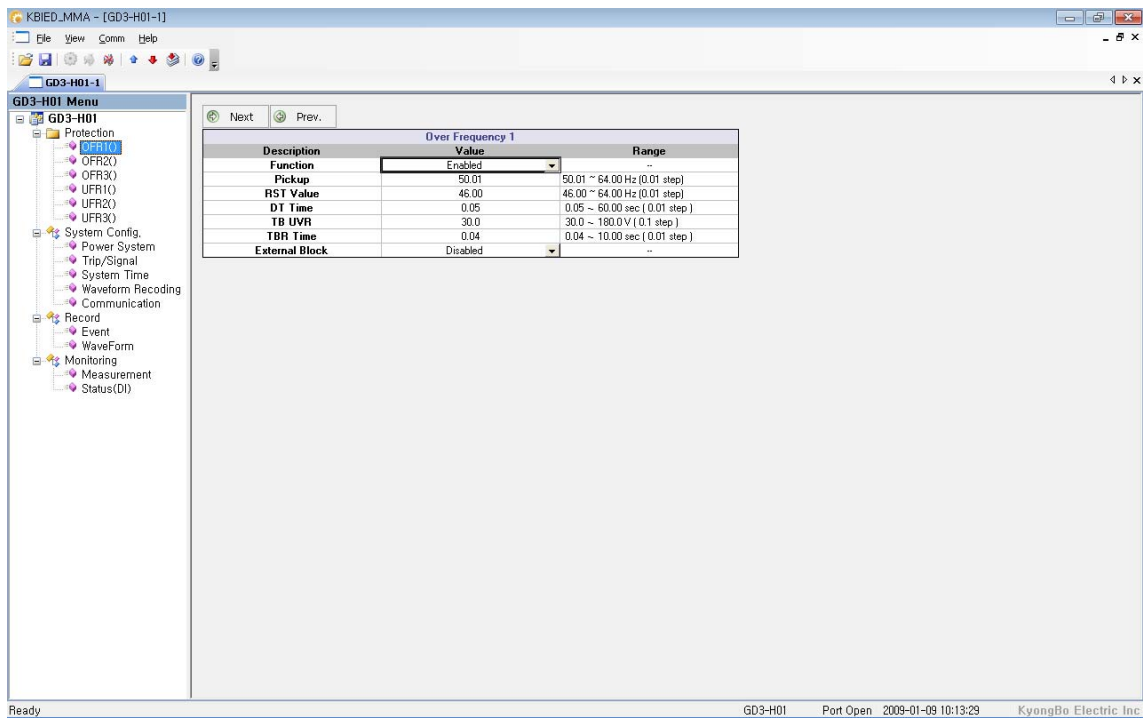 KBIED_MMA - [GD3-H01-1]
File View Comm Help
GD3-H01-1
GD3-H01 Menu
GD3-H01
Protection
OFR1()
OFR2()
OFR3()
UFR1()
UFR2()
UFR3()
System Config,
Power System
Trip/Signal
System Time
Waveform Recoding
Communication
Record
Event
WaveForm
Monitoring
Measurement
Status(DI)
Next Prev.
Over Frequency 1
Description Value Range
Function Enabled --
Pickup 50.01 50.01 ~ 64.00 Hz (0.01 step)
RST Value 46.00 46.00 ~ 64.00 Hz (0.01 step)
DT Time 0.05 0.05 ~ 60.00 sec ( 0.01 step )
TB UVR 30.0 30.0 ~ 180.0 V ( 0.1 step )
TBR Time 0.04 0.04 ~ 10.00 sec ( 0.01 step )
External Block Disabled --
Ready GD3-H01 Port Open 2009-01-09 10:13:29 KyongBo Electric Inc